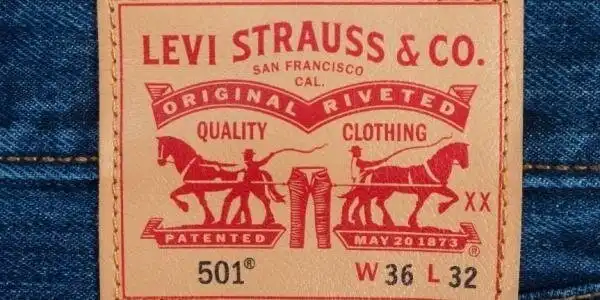 LEVI STRAUSS & CO.
SAN FRANCISCO
CAL.
ORIGINAL RIVETED
QUALITY CLOTHING
XX
PATENTED MAY 20 1873 ®
501® W 36 L 32